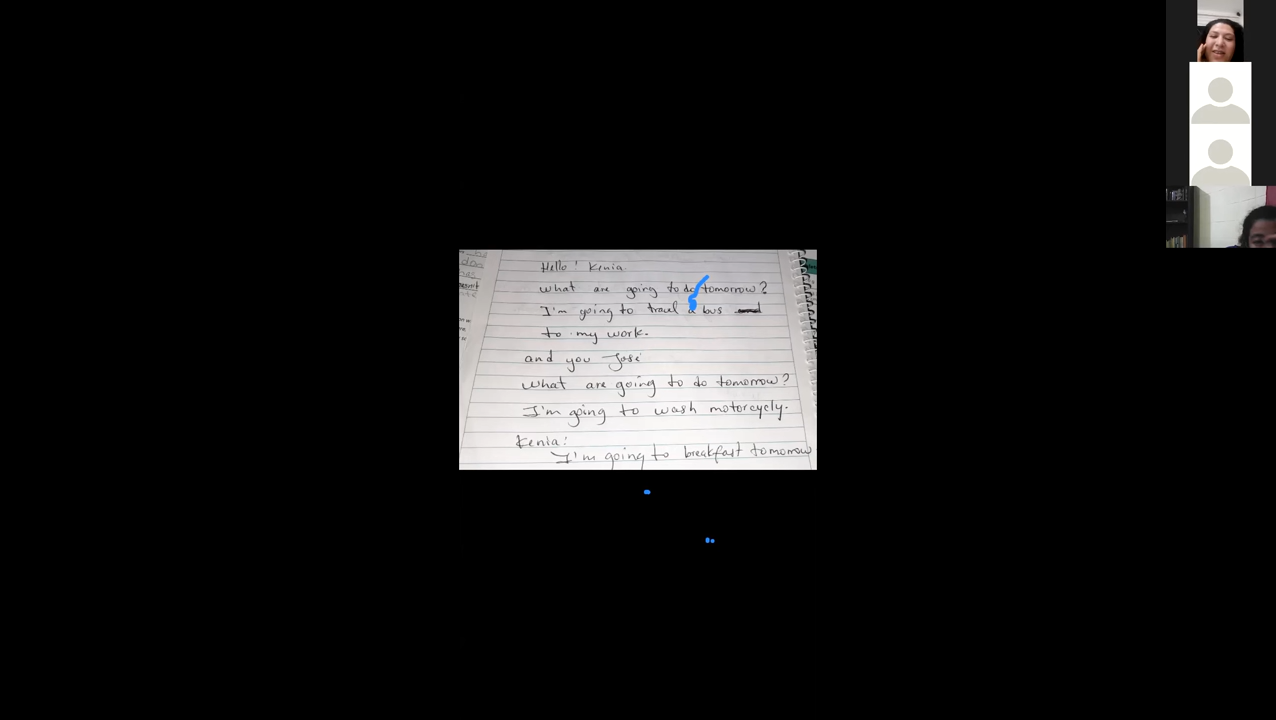 Hello! Kenia
What are going to do tomorrow?
I'm going to travel a bus
to my work.
and you José
What are going to do tomorrow?
I'm going to wash motorcycly.
Kenia:
I'm going to breakfast tomorrow